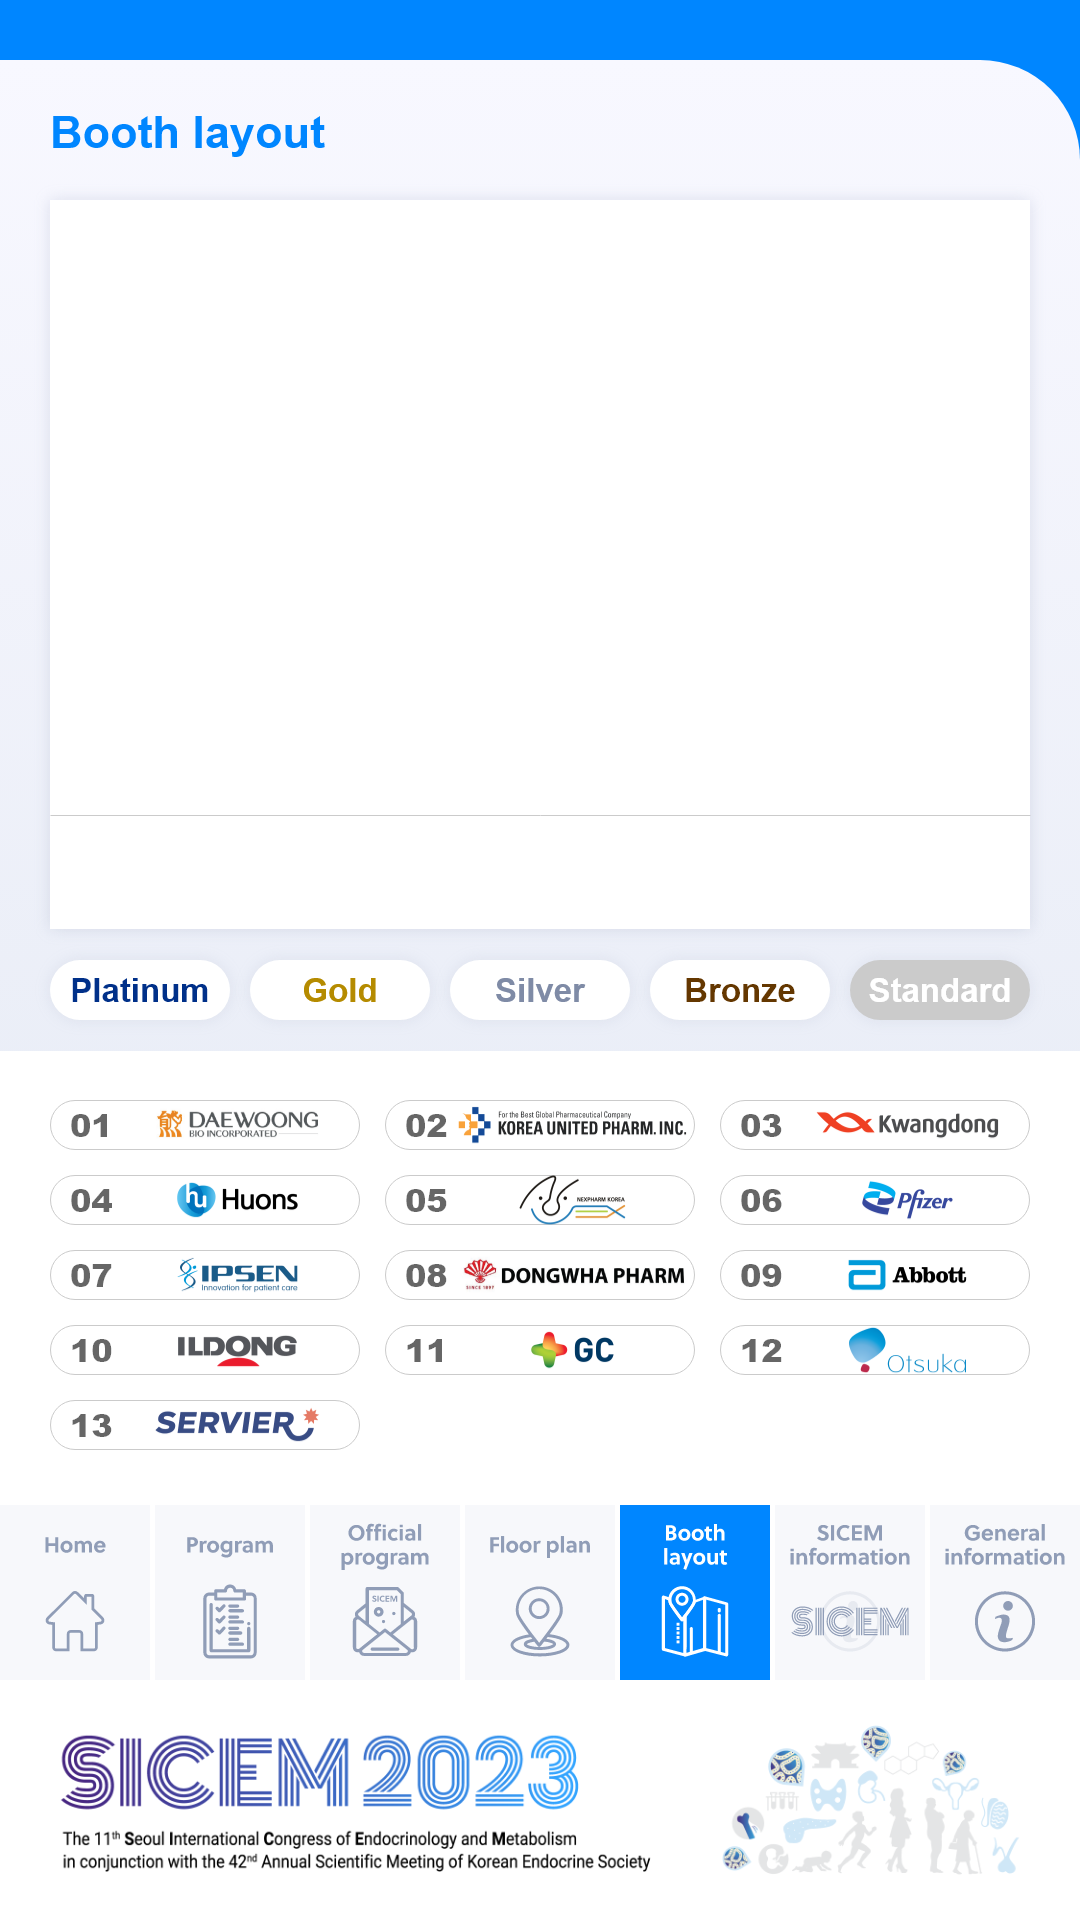 Booth layout
Platinum
Gold
Silver
Bronze
Standard
01 DAEWOONG
BIO INCORPORATED
02 For the Best Global Pharmaceutical Company
KOREA UNITED PHARM. INC.
03 Kwangdong
04 hu Huons
05 NEXPHARM KOREA
06 Pfizer
07 IPSEN
Innovation for patient care
08 SINCE 1897 DONGWHA PHARM
09 Abbott
10 ILDONG
11 GC
12 Otsuka
13 SERVIER
Home
Program
Official
program
SICEM
Floor plan
Booth
layout
SICEM
information
SICEM
General
information
SICEM 2023
The 11th Seoul International Congress of Endocrinology and Metabolism
in conjunction with the 42nd Annual Scientific Meeting of Korean Endocrine Society